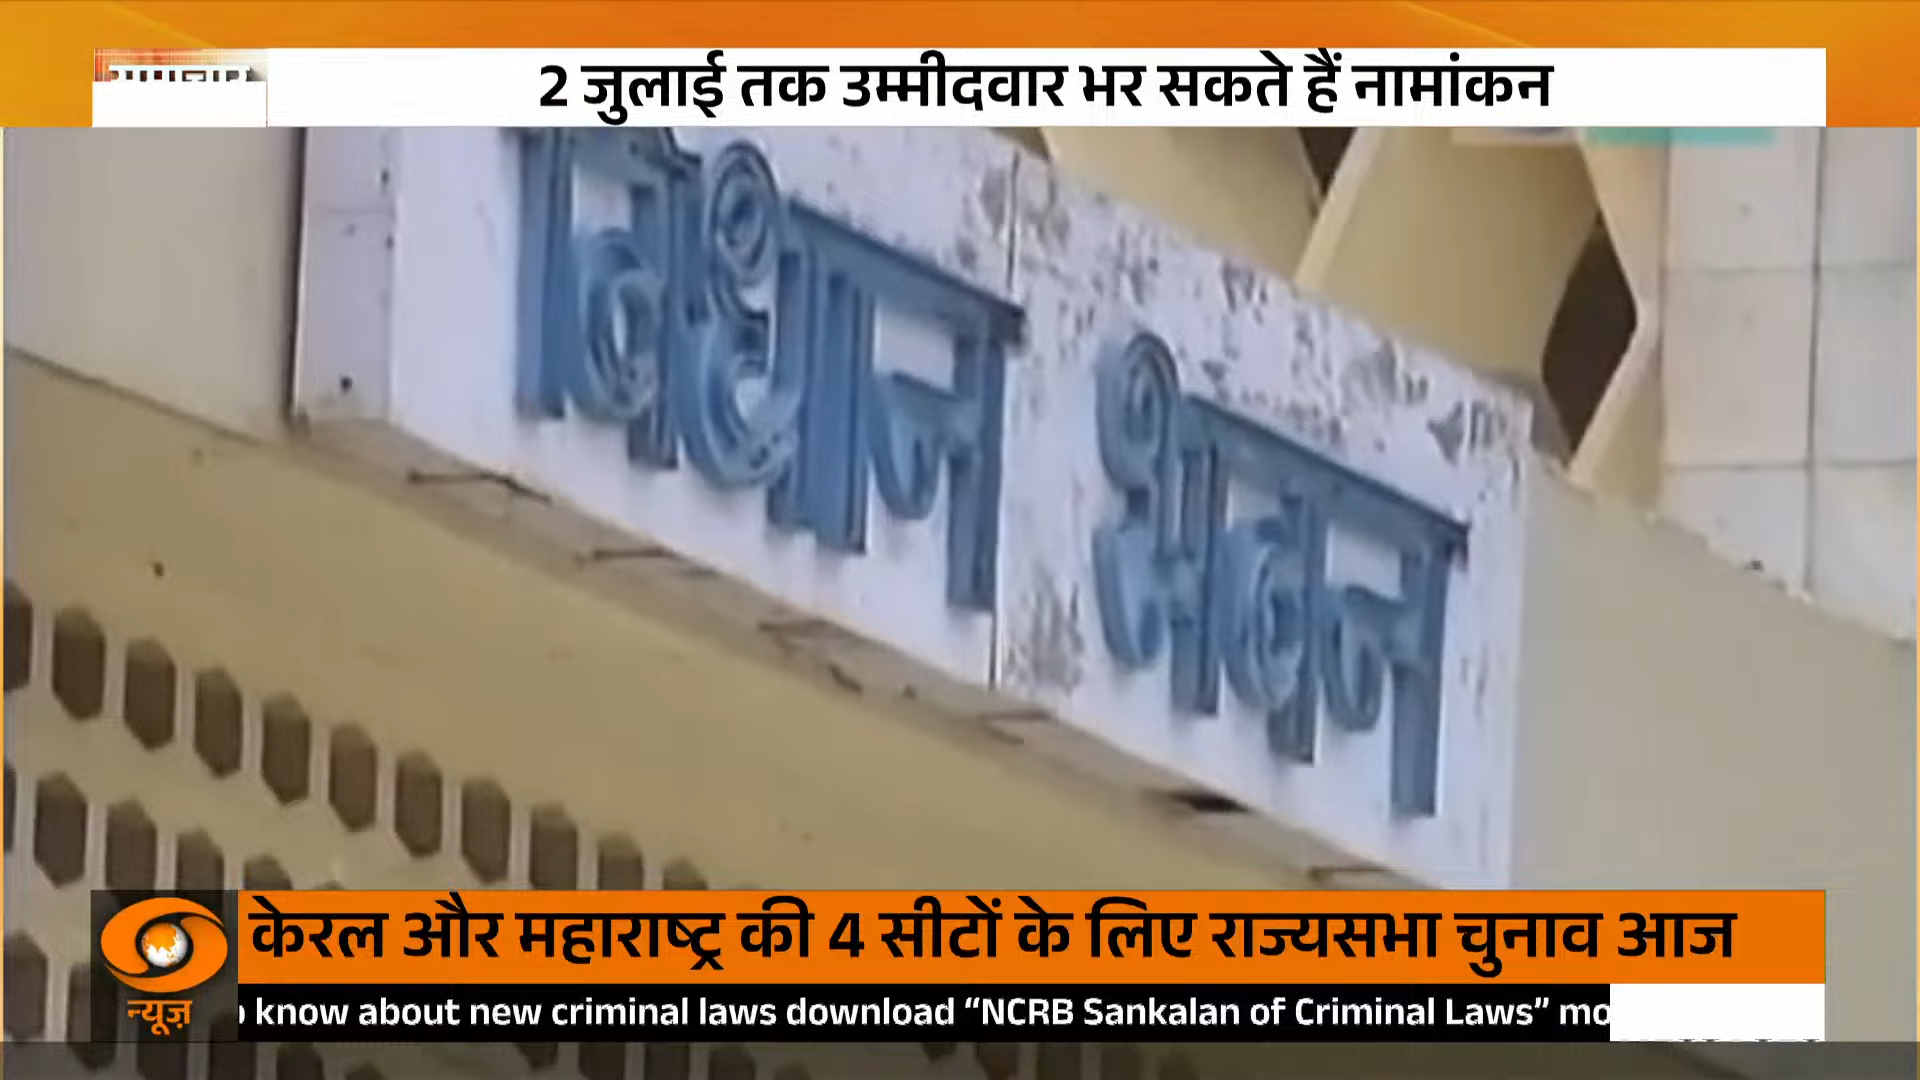 2 जुलाई तक उम्मीदवार भर सकते हैं नामांकन
विधान भवन
केरल और महाराष्ट्र की 4 सीटों के लिए राज्यसभा चुनाव आज
न्यूज़
know about new criminal laws download “NCRB Sankalan of Criminal Laws” mo